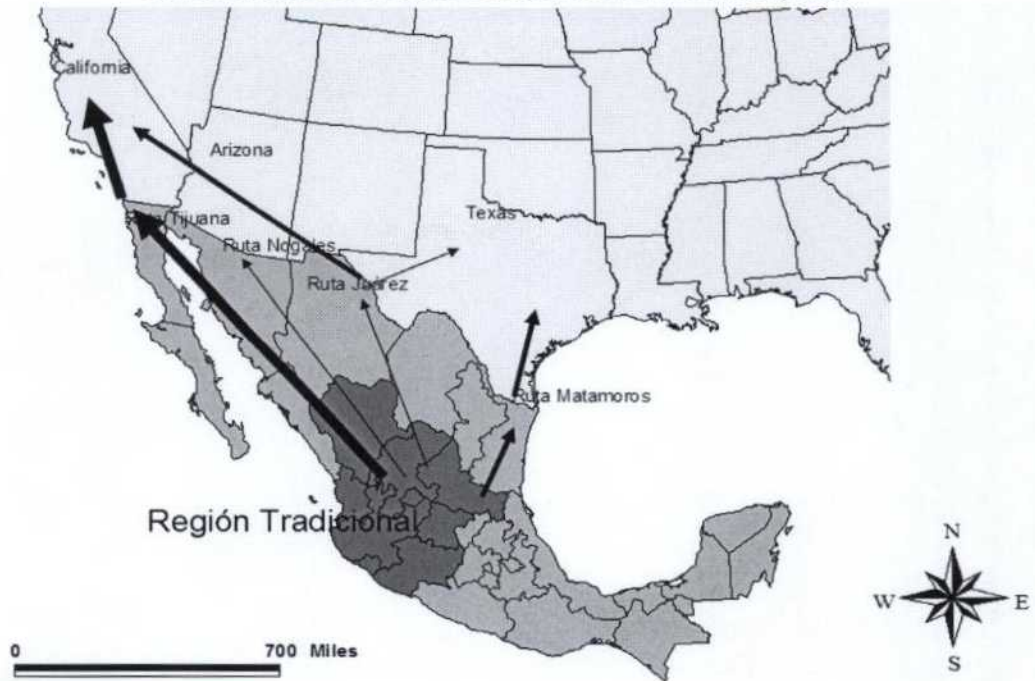 California
Arizona
Texas
Ruta Tijuana
Ruta Nogales
Ruta Juárez
Ruta Matamoros
Región Tradicional
N
W E
S
0 700 Miles